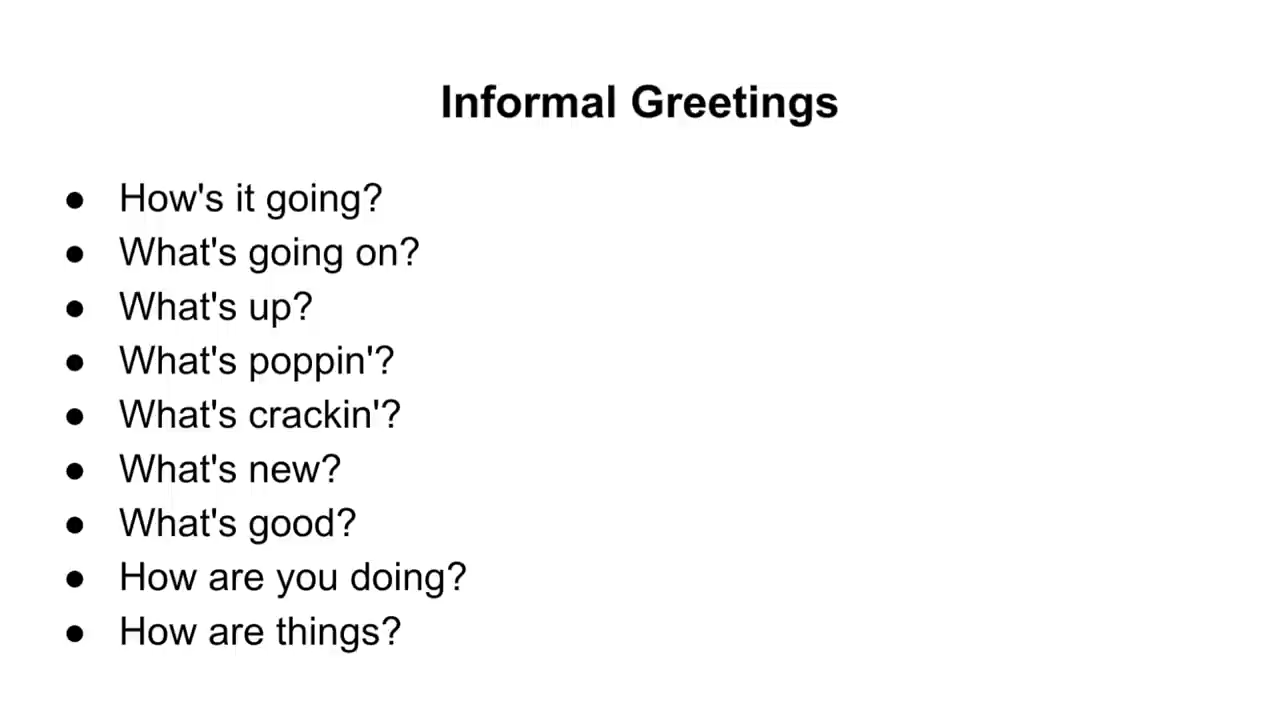 Informal Greetings
● How's it going?
● What's going on?
● What's up?
● What's poppin'?
● What's crackin'?
● What's new?
● What's good?
● How are you doing?
● How are things?